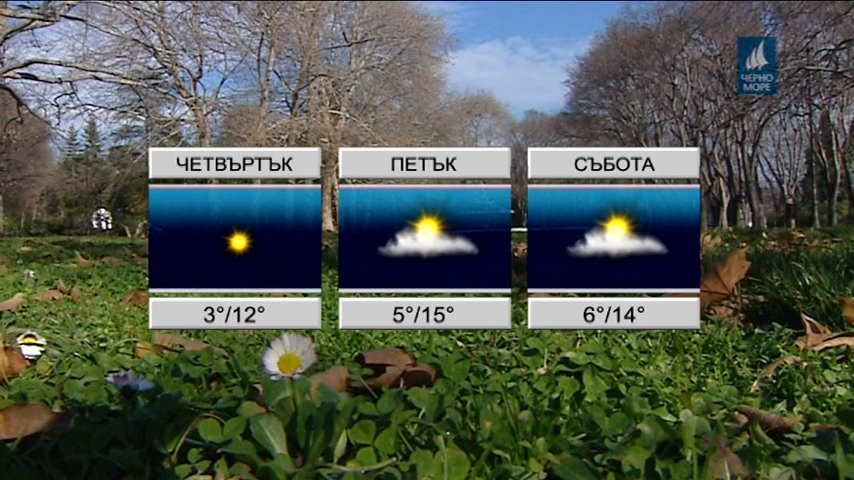 ЧЕРНО
МОРЕ
ЧЕТВЪРТЪК
ПЕТЪК
СЪБОТА
3°/12°
5°/15°
6°/14°